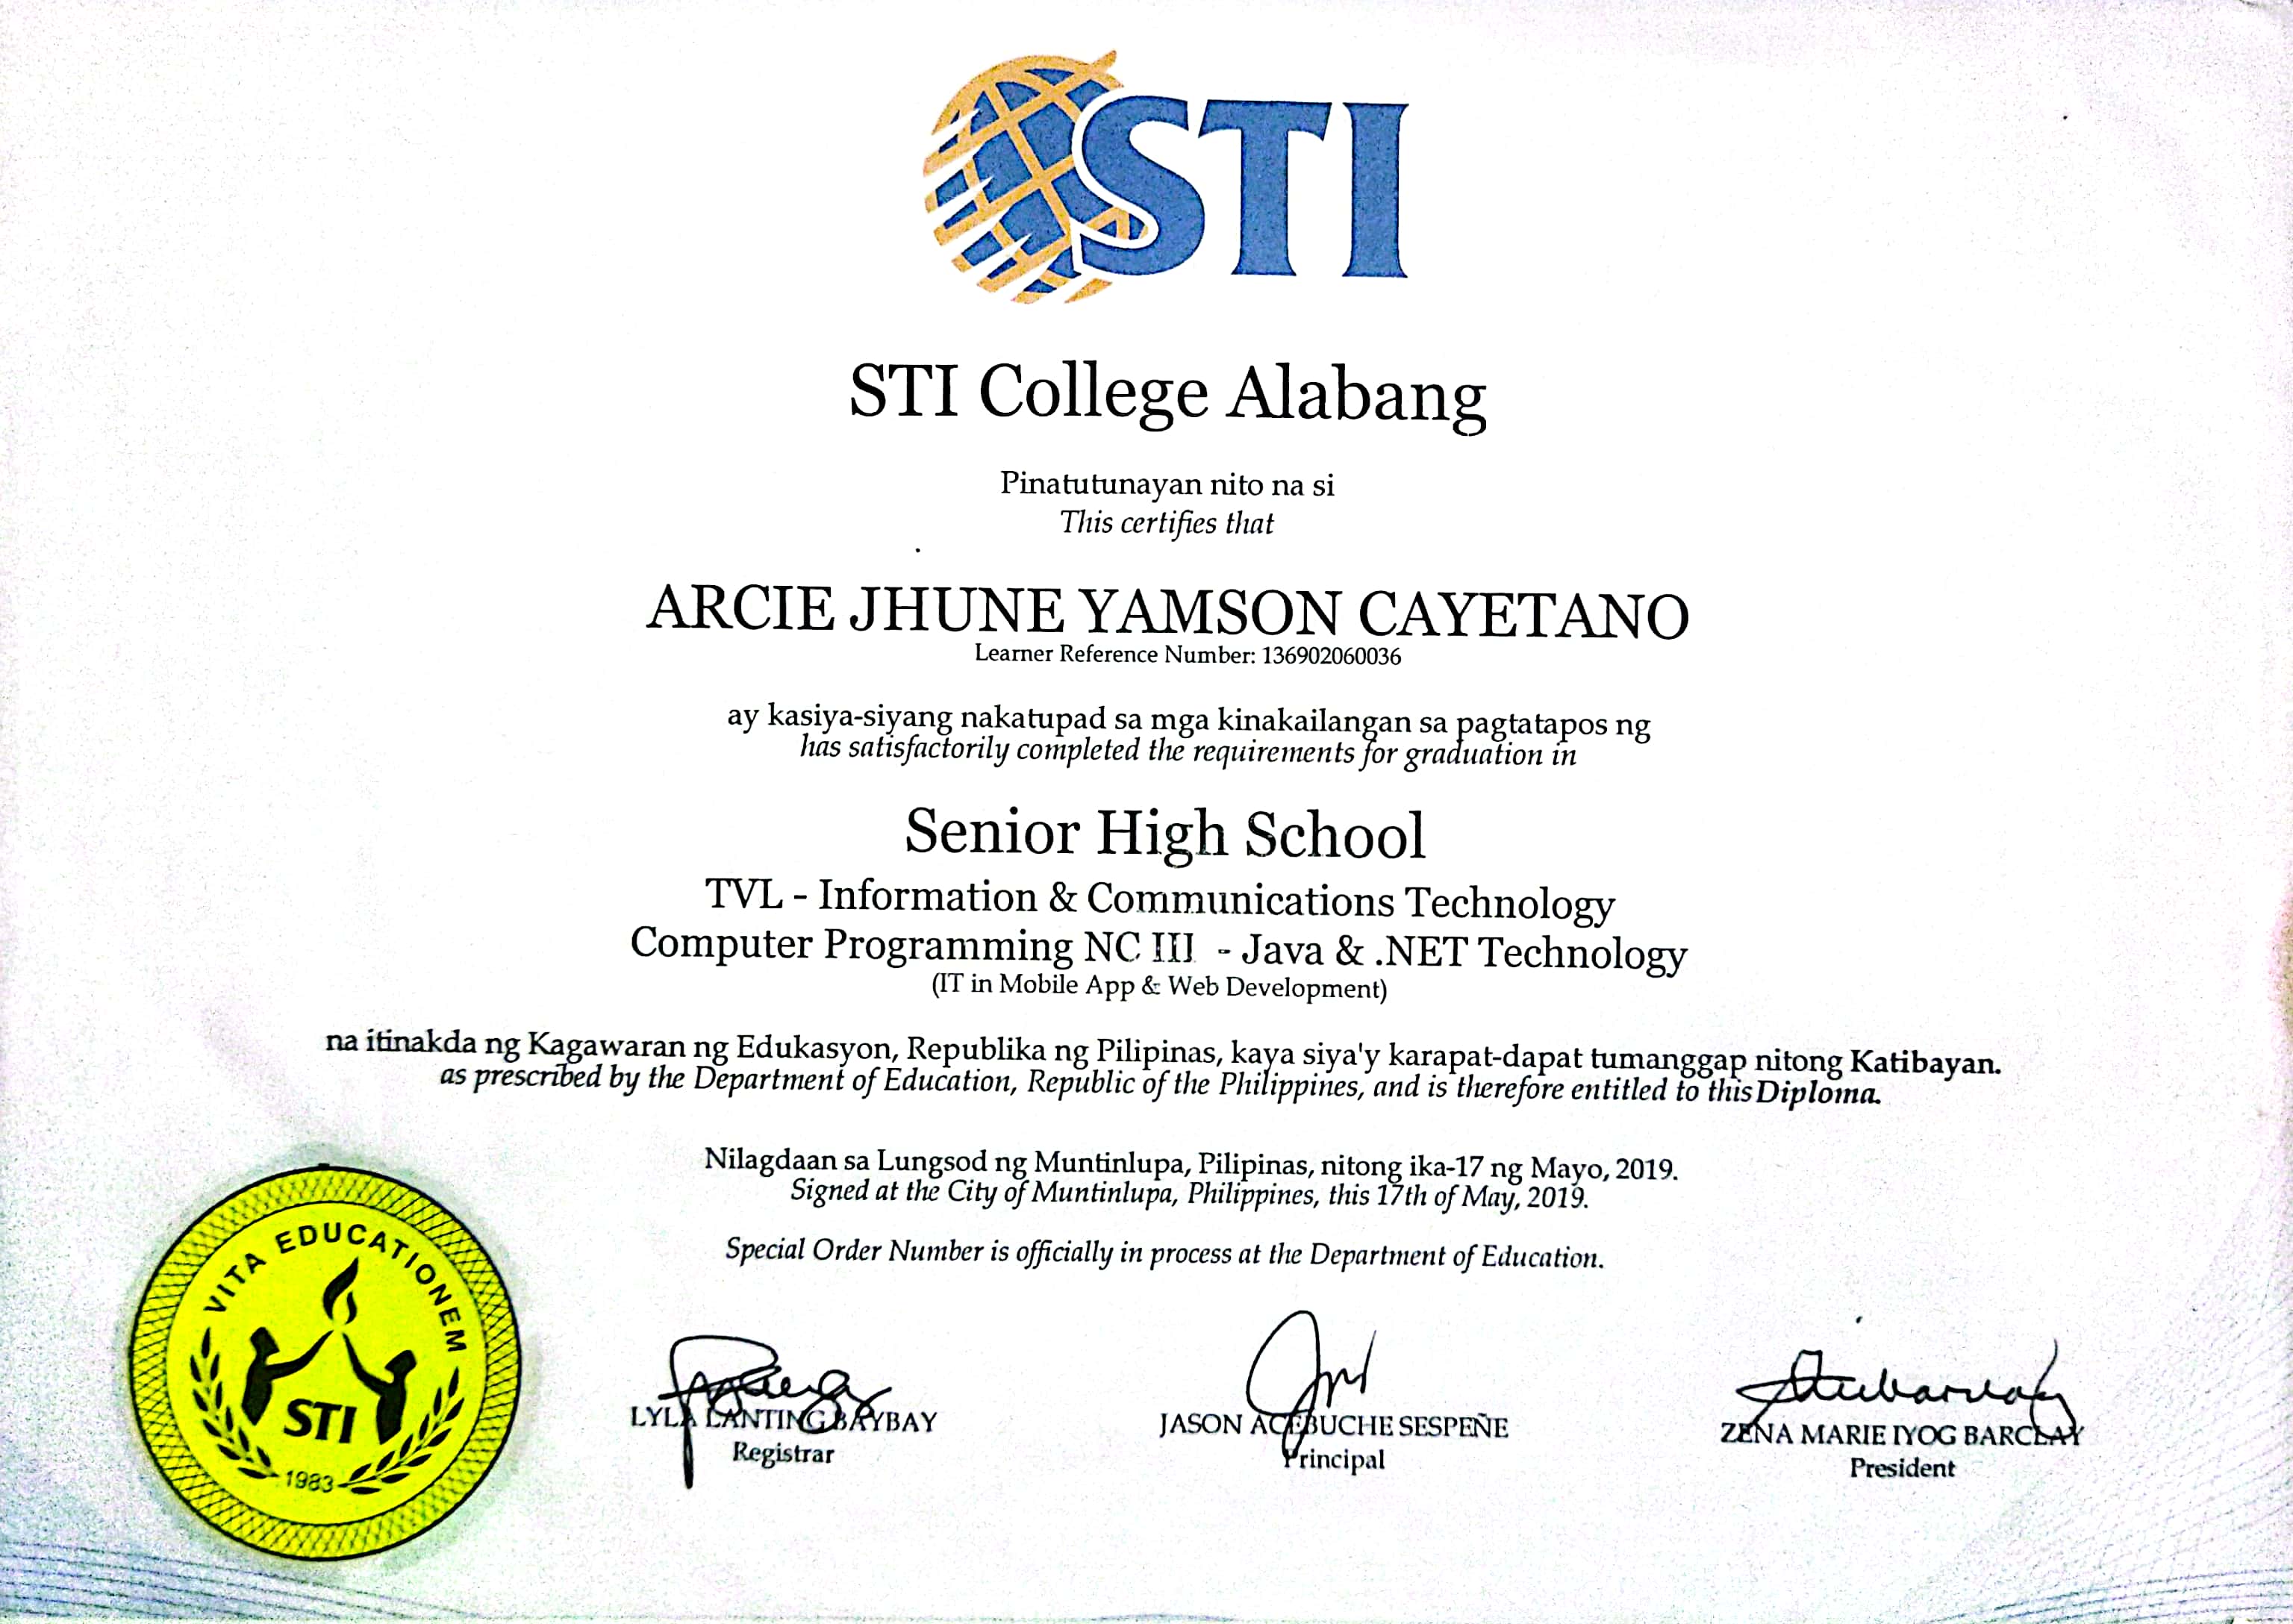 STI
STI College Alabang
Pinatutunayan nito na si
This certifies that
ARCIE JHUNE YAMSON CAYETANO
Learner Reference Number: 136902060036
ay kasiya-siyang nakatupad sa mga kinakailangan sa pagtatapos ng
has satisfactorily completed the requirements for graduation in
Senior High School
TVL - Information & Communications Technology
Computer Programming NC III - Java & .NET Technology
(IT in Mobile App & Web Development)
na itinakda ng Kagawaran ng Edukasyon, Republika ng Pilipinas, kaya siya'y karapat-dapat tumanggap nitong Katibayan.
as prescribed by the Department of Education, Republic of the Philippines, and is therefore entitled to this Diploma.
Nilagdaan sa Lungsod ng Muntinlupa, Pilipinas, nitong ika-17 ng Mayo, 2019.
Signed at the City of Muntinlupa, Philippines, this 17th of May, 2019.
Special Order Number is officially in process at the Department of Education.
VITA EDUCATIONEM
STI
1983
LYLA LANTING BAYBAY
Registrar
JASON ACEBUCHE SESPEÑE
Principal
ZENA MARIE IYOG BARCLAY
President